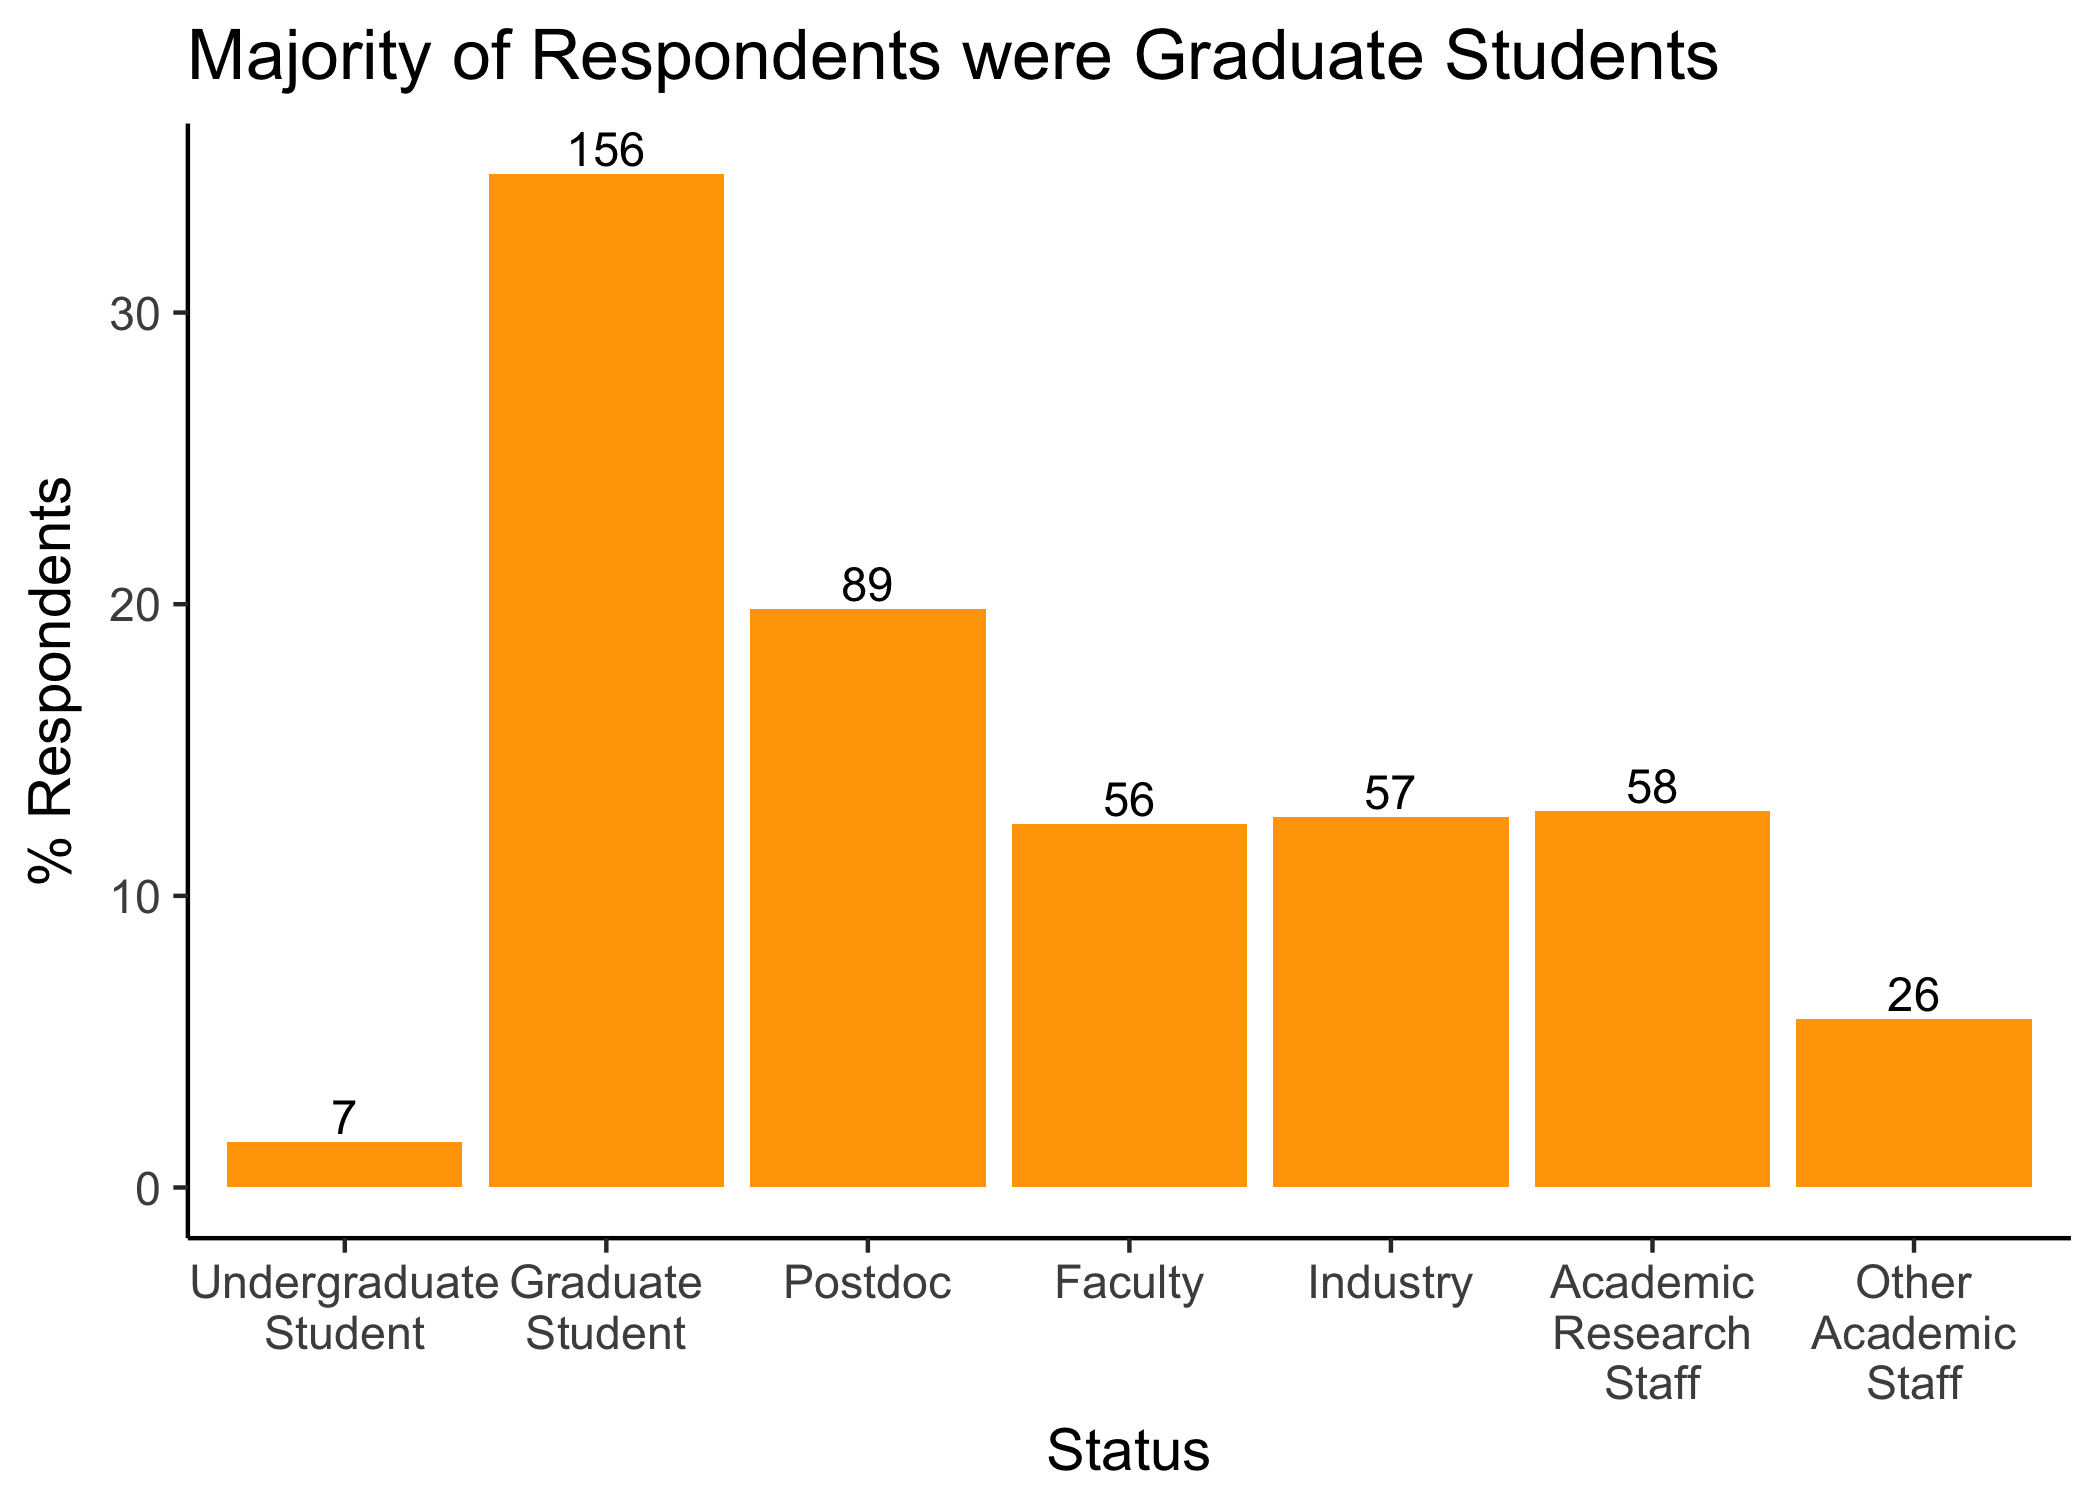 Majority of Respondents were Graduate Students
% Respondents
30
20
10
0
156
89
56
57
58
26
7
Undergraduate
Student
Graduate
Student
Postdoc
Faculty
Industry
Academic
Research
Staff
Other
Academic
Staff
Status